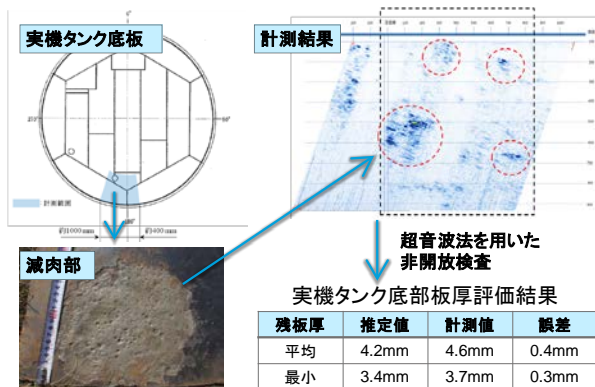 実機タンク底板
計測結果
0°
270°
90°
計測範囲
180°
約1000mm
約1400mm
減肉部
超音波法を用いた
非開放検査
実機タンク底部板厚評価結果
残板厚 推定値 計測値 誤差
平均 4.2mm 4.6mm 0.4mm
最小 3.4mm 3.7mm 0.3mm